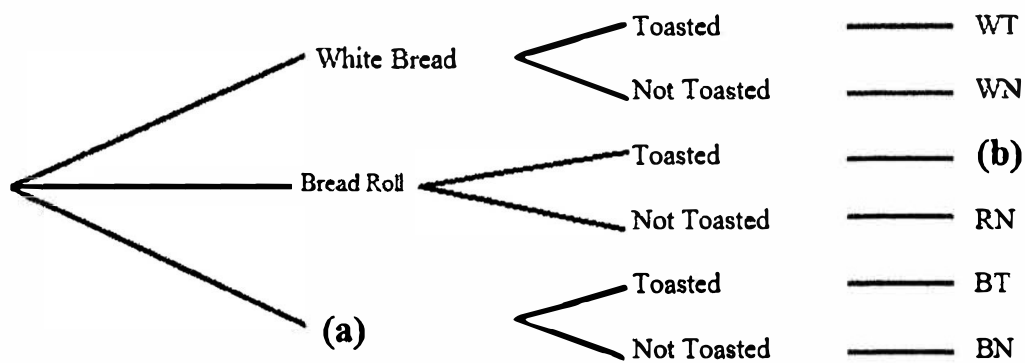 Toasted WT
White Bread
Not Toasted WN
Toasted (b)
Bread Roll
Not Toasted RN
Toasted BT
(a)
Not Toasted BN